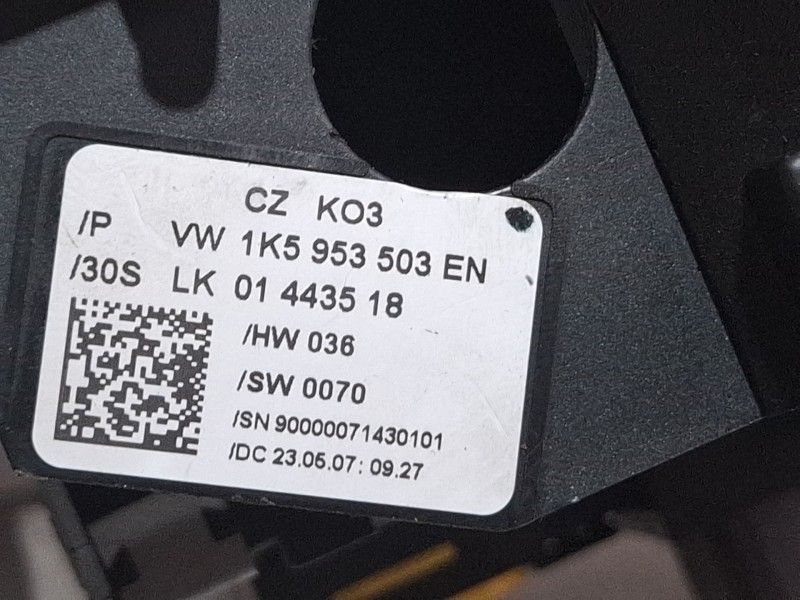 CZ KO3
/P VW 1K5 953 503 EN
/30S LK 01 4435 18
/HW 036
/SW 0070
/SN 90000071430101
/DC 23.05.07: 09.27